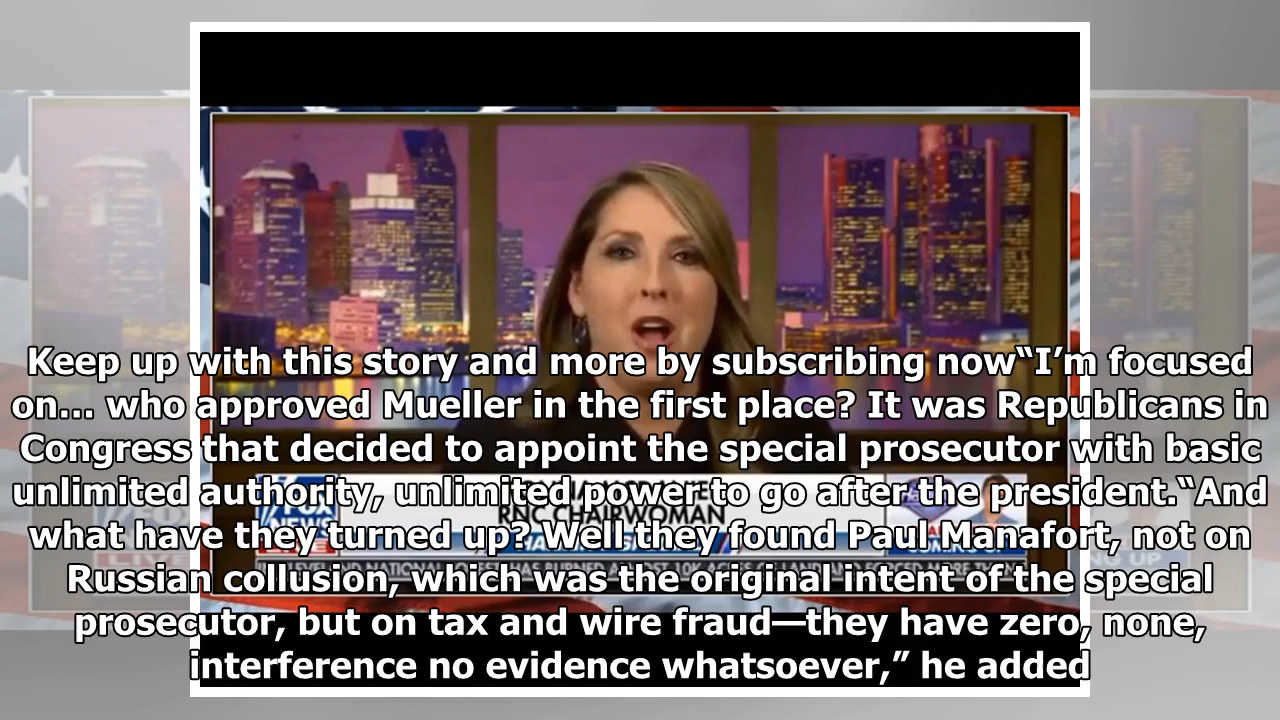 Keep up with this story and more by subscribing now“I’m focused
on... who approved Mueller in the first place? It was Republicans in
Congress that decided to appoint the special prosecutor with basic
unlimited authority, unlimited power to go after the president.“And
what have they turned up? Well they found Paul Manafort, not on
Russian collusion, which was the original intent of the special
prosecutor, but on tax and wire fraud—they have zero, none,
interference no evidence whatsoever,” he added
FOX
NEWS
RNC CHAIRWOMAN